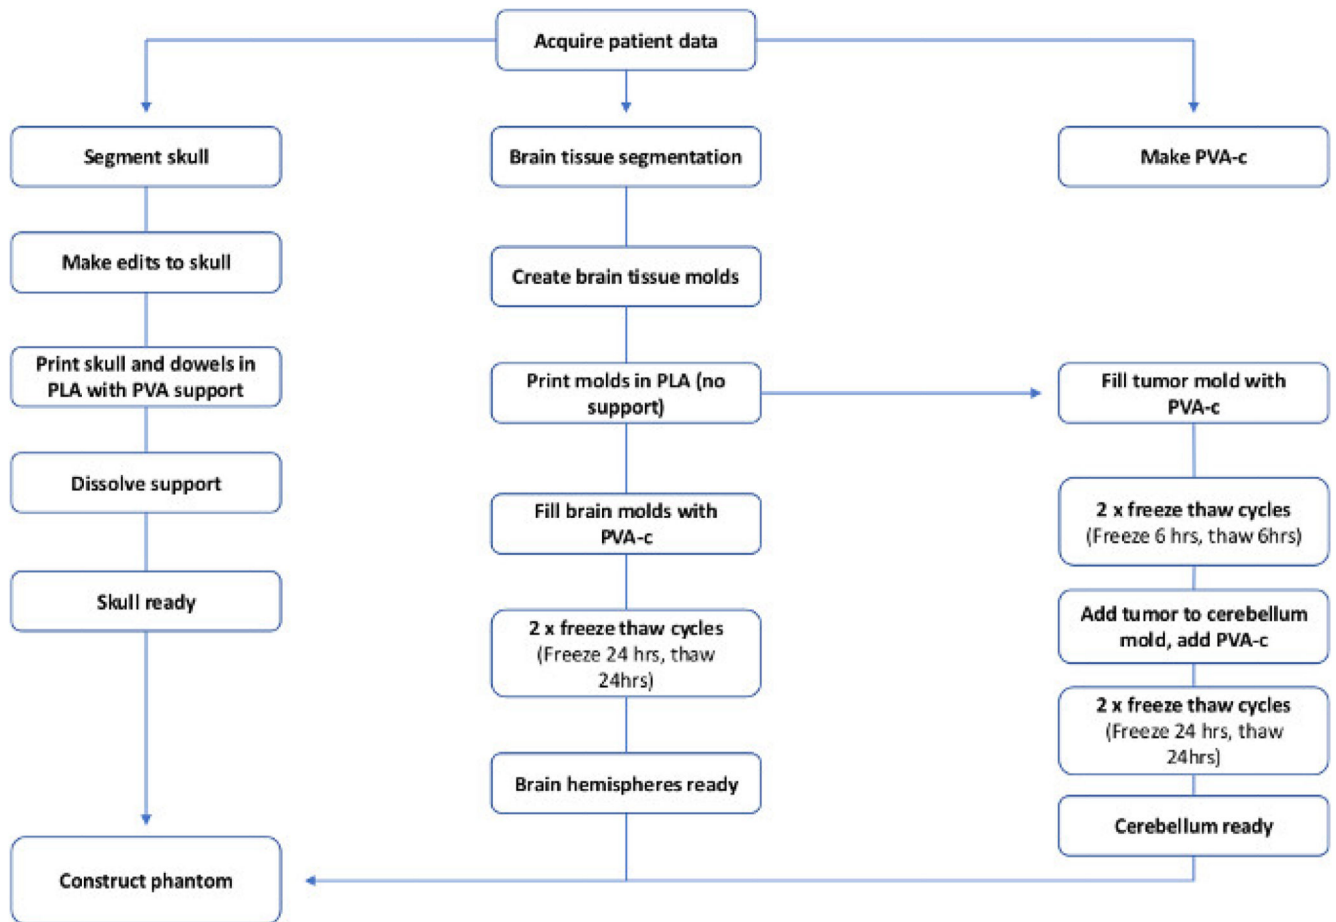 Acquire patient data
Segment skull
Brain tissue segmentation
Make PVA-c
Make edits to skull
Create brain tissue molds
Print skull and dowels in
PLA with PVA support
Print molds in PLA (no
support)
Fill tumor mold with
PVA-c
Dissolve support
Fill brain molds with
PVA-c
2 x freeze thaw cycles
(Freeze 6 hrs, thaw 6hrs)
Skull ready
2 x freeze thaw cycles
(Freeze 24 hrs, thaw
24hrs)
Add tumor to cerebellum
mold, add PVA-c
2 x freeze thaw cycles
(Freeze 24 hrs, thaw
24hrs)
Brain hemispheres ready
Cerebellum ready
Construct phantom